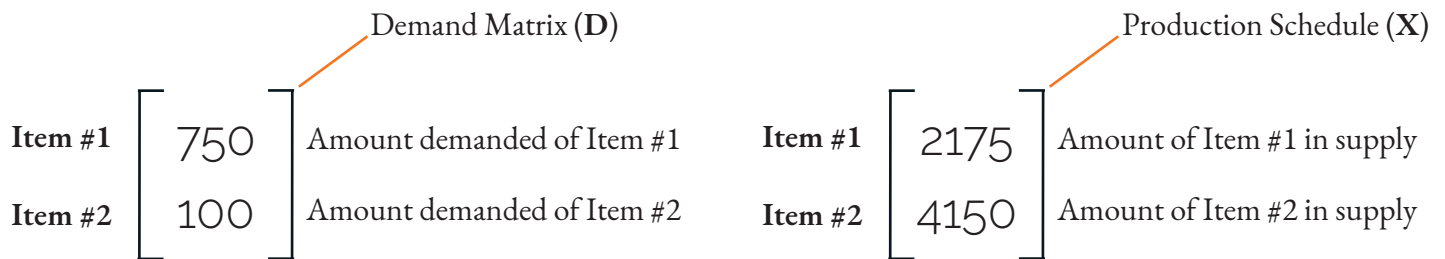 Demand Matrix (D)
Production Schedule (X)
Item #1 750 Amount demanded of Item #1
Item #2 100 Amount demanded of Item #2
Item #1 2175 Amount of Item #1 in supply
Item #2 4150 Amount of Item #2 in supply